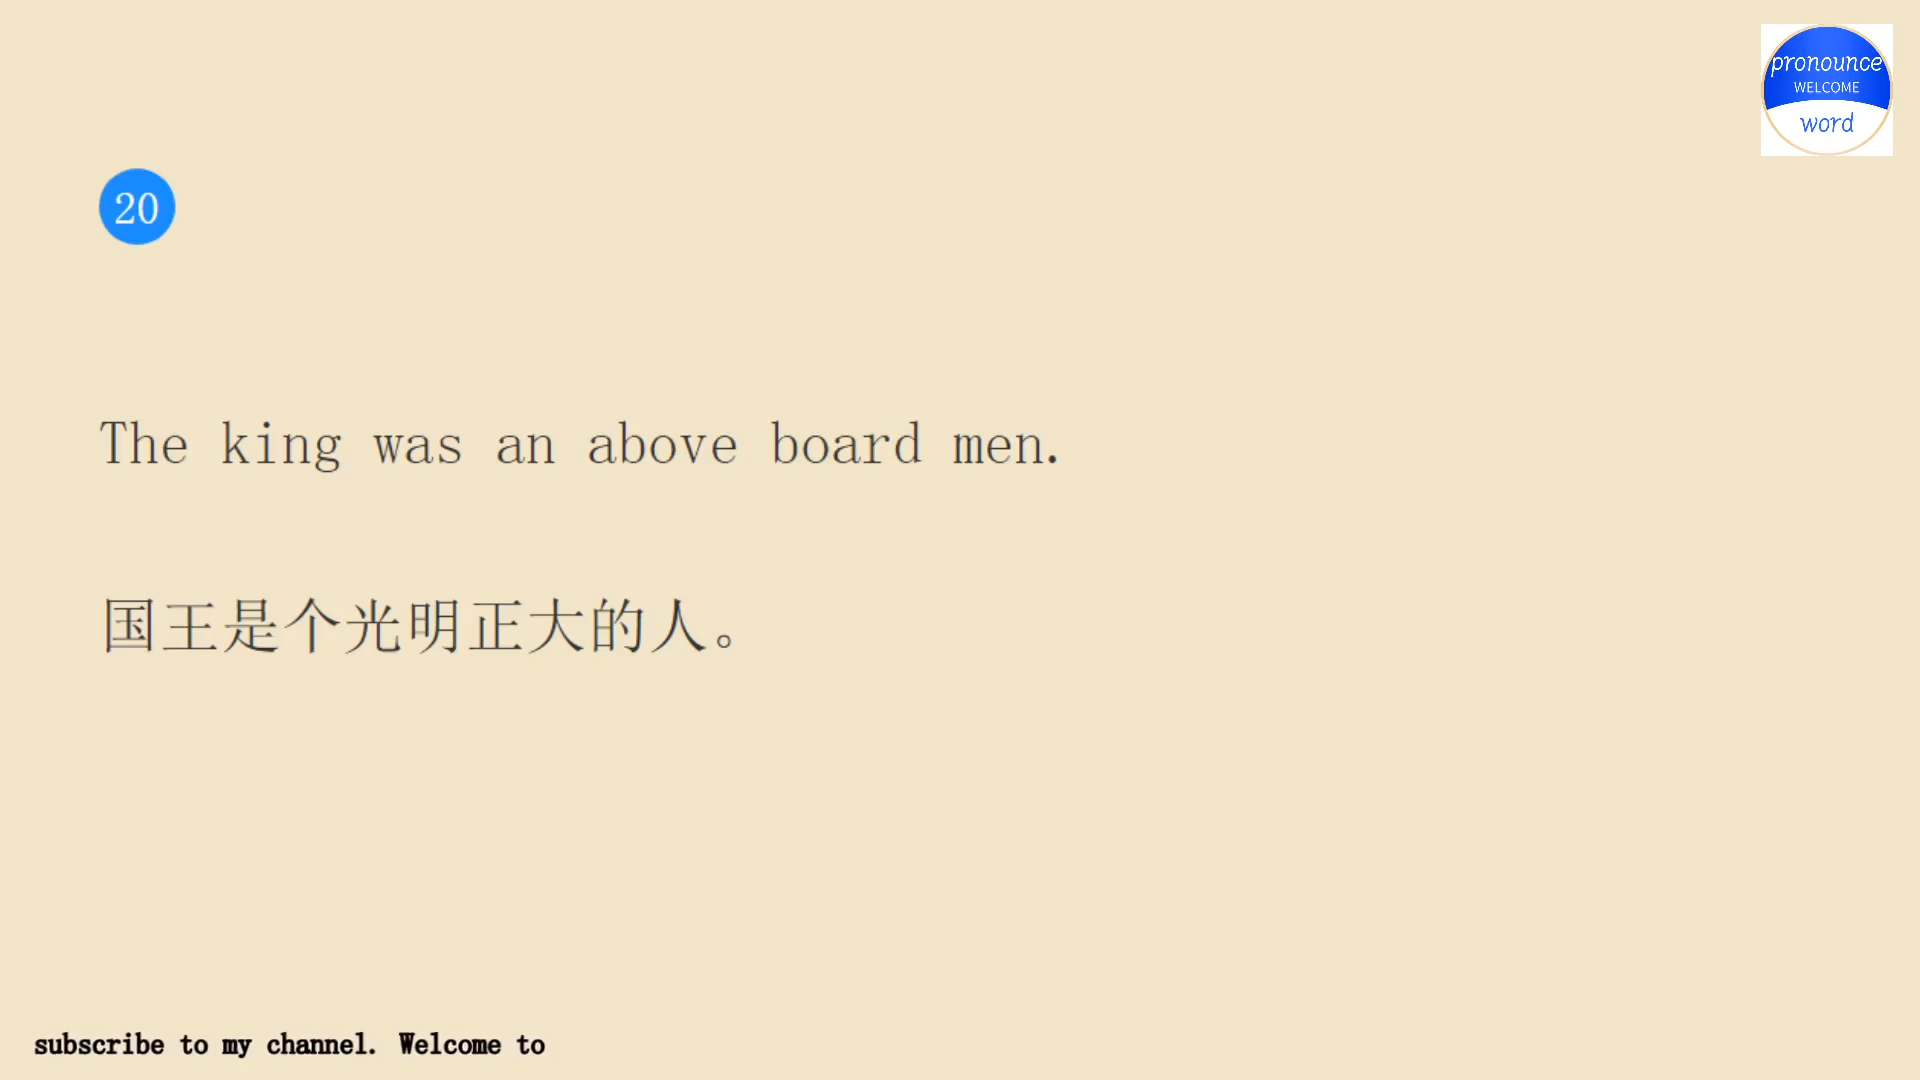 pronounce
WELCOME
word
20
The king was an above board men.
国王是个光明正大的人。
subscribe to my channel. Welcome to